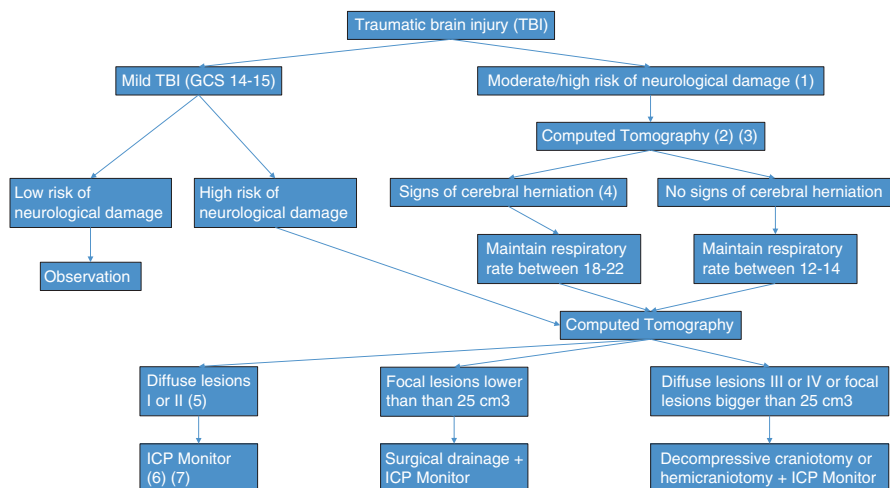 Traumatic brain injury (TBI)
Mild TBI (GCS 14-15)
Moderate/high risk of neurological damage (1)
Computed Tomography (2) (3)
Low risk of
neurological damage
High risk of
neurological damage
Signs of cerebral herniation (4)
No signs of cerebral herniation
Observation
Maintain respiratory
rate between 18-22
Maintain respiratory
rate between 12-14
Computed Tomography
Diffuse lesions
I or II (5)
Focal lesions lower
than than 25 cm3
Diffuse lesions III or IV or focal
lesions bigger than 25 cm3
ICP Monitor
(6) (7)
Surgical drainage +
ICP Monitor
Decompressive craniotomy or
hemicraniotomy + ICP Monitor